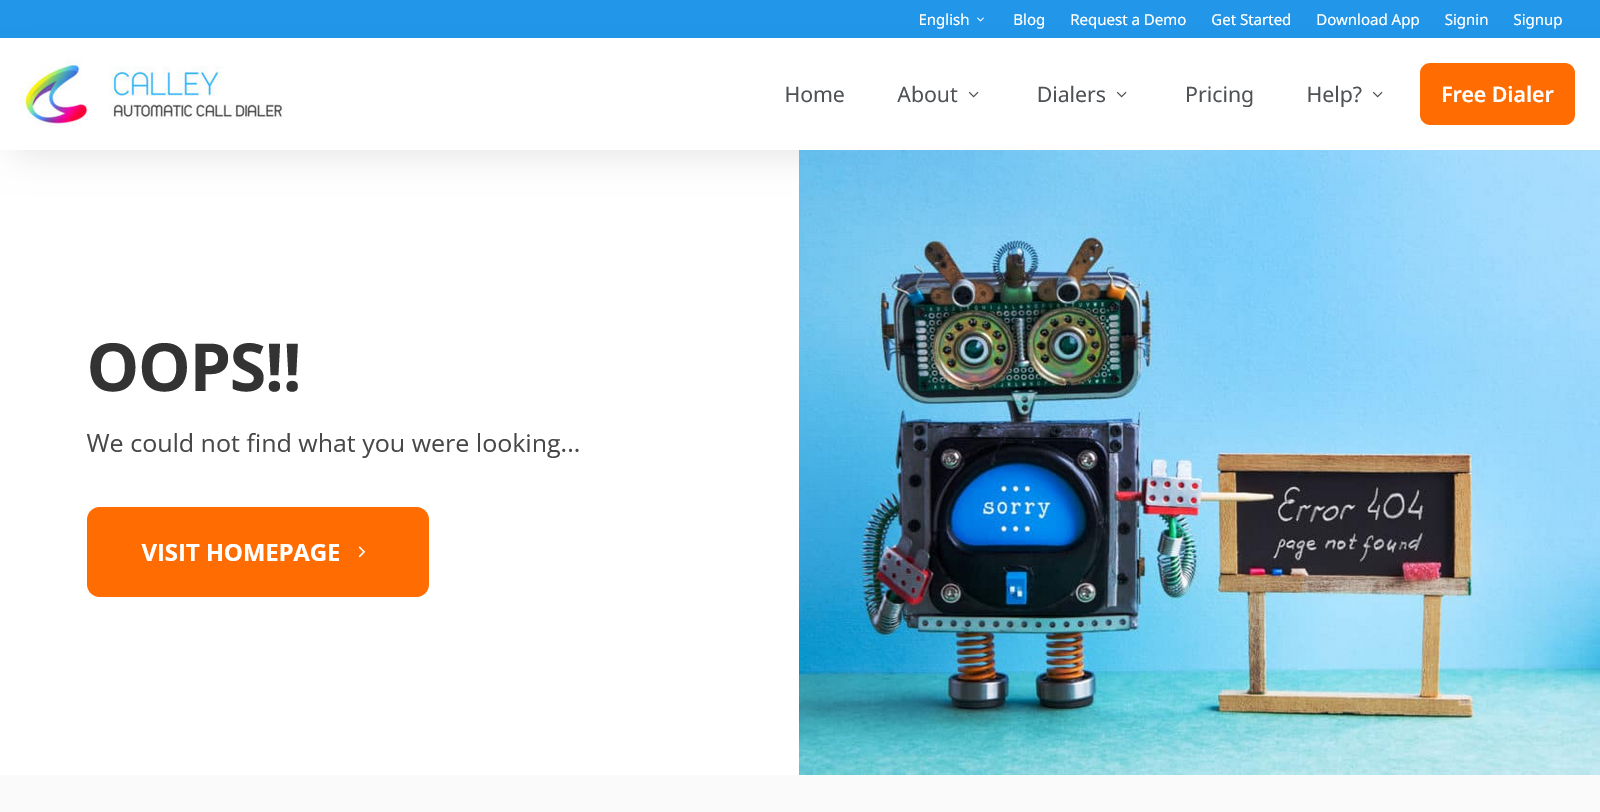 English
Blog
Request a Demo
Get Started
Download App
Signin
Signup
CALLEY
AUTOMATIC CALL DIALER
Home
About
Dialers
Pricing
Help?
Free Dialer
OOPS!!
We could not find what you were looking...
VISIT HOMEPAGE
sorry
Error 404
page not found